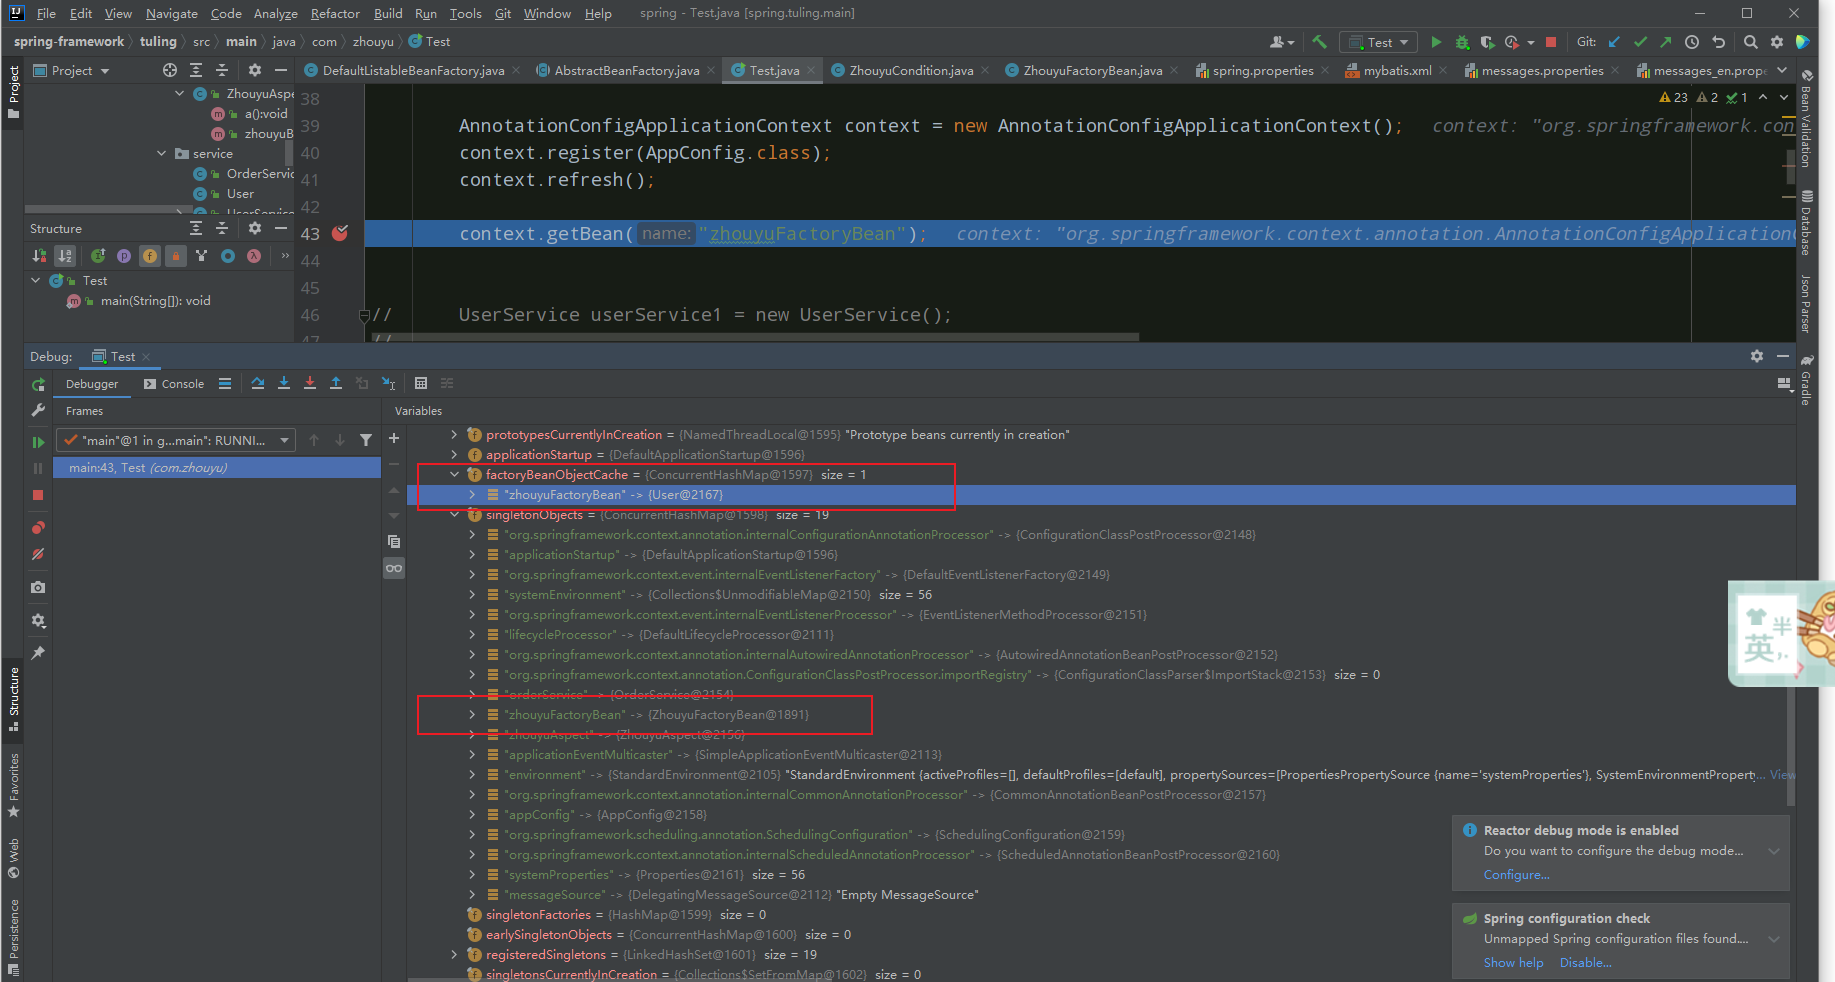 File Edit View Navigate Code Analyze Refactor Build Run Tools Git Window Help spring - Test.java [spring.tuling.main]
spring-framework tuling src main java com zhouyu Test
Test Git:
Project
DefaultListableBeanFactory.java AbstractBeanFactory.java Test.java ZhouyuCondition.java ZhouyuFactoryBean.java spring.properties mybatis.xml messages.properties messages_en.prope
ZhouyuAspe
a():void
zhouyuB
service
OrderServic
User
UserService
38 23 2 1
39 AnnotationConfigApplicationContext context = new AnnotationConfigApplicationContext(); context: "org.springframework.con
40 context.register(AppConfig.class);
41 context.refresh();
42
43 context.getBean( name: "zhouyuFactoryBean"); context: "org.springframework.context.annotation.AnnotationConfigApplicationC
44
45
46 // UserService userService1 = new UserService();
47 //
Structure
Test
main(String[]): void
Debug: Test
Debugger Console
Frames
"main"@1 in g...main": RUNNI...
main:43, Test (com.zhouyu)
Variables
prototypesCurrentlyInCreation = {NamedThreadLocal@1595} "Prototype beans currently in creation"
applicationStartup = {DefaultApplicationStartup@1596}
factoryBeanObjectCache = {ConcurrentHashMap@1597} size = 1
"zhouyuFactoryBean" -> {User@2167}
singletonObjects = {ConcurrentHashMap@1598} size = 19
"org.springframework.context.annotation.internalConfigurationAnnotationProcessor" -> {ConfigurationClassPostProcessor@2148}
"applicationStartup" -> {DefaultApplicationStartup@1596}
"org.springframework.context.event.internalEventListenerFactory" -> {DefaultEventListenerFactory@2149}
"systemEnvironment" -> {Collections$UnmodifiableMap@2150} size = 56
"org.springframework.context.event.internalEventListenerProcessor" -> {EventListenerMethodProcessor@2151}
"lifecycleProcessor" -> {DefaultLifecycleProcessor@2111}
"org.springframework.context.annotation.internalAutowiredAnnotationProcessor" -> {AutowiredAnnotationBeanPostProcessor@2152}
"org.springframework.context.annotation.ConfigurationClassPostProcessor.importRegistry" -> {ConfigurationClassParser$ImportStack@2153} size = 0
"orderService" -> {OrderService@2154}
"zhouyuFactoryBean" -> {ZhouyuFactoryBean@1891}
"zhouyuAspect" -> {ZhouyuAspect@2156}
"applicationEventMulticaster" -> {SimpleApplicationEventMulticaster@2113}
"environment" -> {StandardEnvironment@2105} "StandardEnvironment {activeProfiles=[], defaultProfiles=[default], propertySources=[PropertiesPropertySource {name='systemProperties'}, SystemEnvironmentProperty... View
"org.springframework.context.annotation.internalCommonAnnotationProcessor" -> {CommonAnnotationBeanPostProcessor@2157}
"appConfig" -> {AppConfig@2158}
"org.springframework.scheduling.annotation.SchedulingConfiguration" -> {SchedulingConfiguration@2159}
"org.springframework.context.annotation.internalScheduledAnnotationProcessor" -> {ScheduledAnnotationBeanPostProcessor@2160}
"systemProperties" -> {Properties@2161} size = 56
"messageSource" -> {DelegatingMessageSource@2112} "Empty MessageSource"
singletonFactories = {HashMap@1599} size = 0
earlySingletonObjects = {ConcurrentHashMap@1600} size = 0
registeredSingletons = {LinkedHashSet@1601} size = 19
singletonsCurrentlyInCreation = {Collections$SetFromMap@1602} size = 0
Reactor debug mode is enabled
Do you want to configure the debug mode...
Configure...
Spring configuration check
Unmapped Spring configuration files found....
Show help Disable...
Project
Structure
Favorites
Web
Persistence
Bean Validation
Database
Json Parser
Gradle
半
英